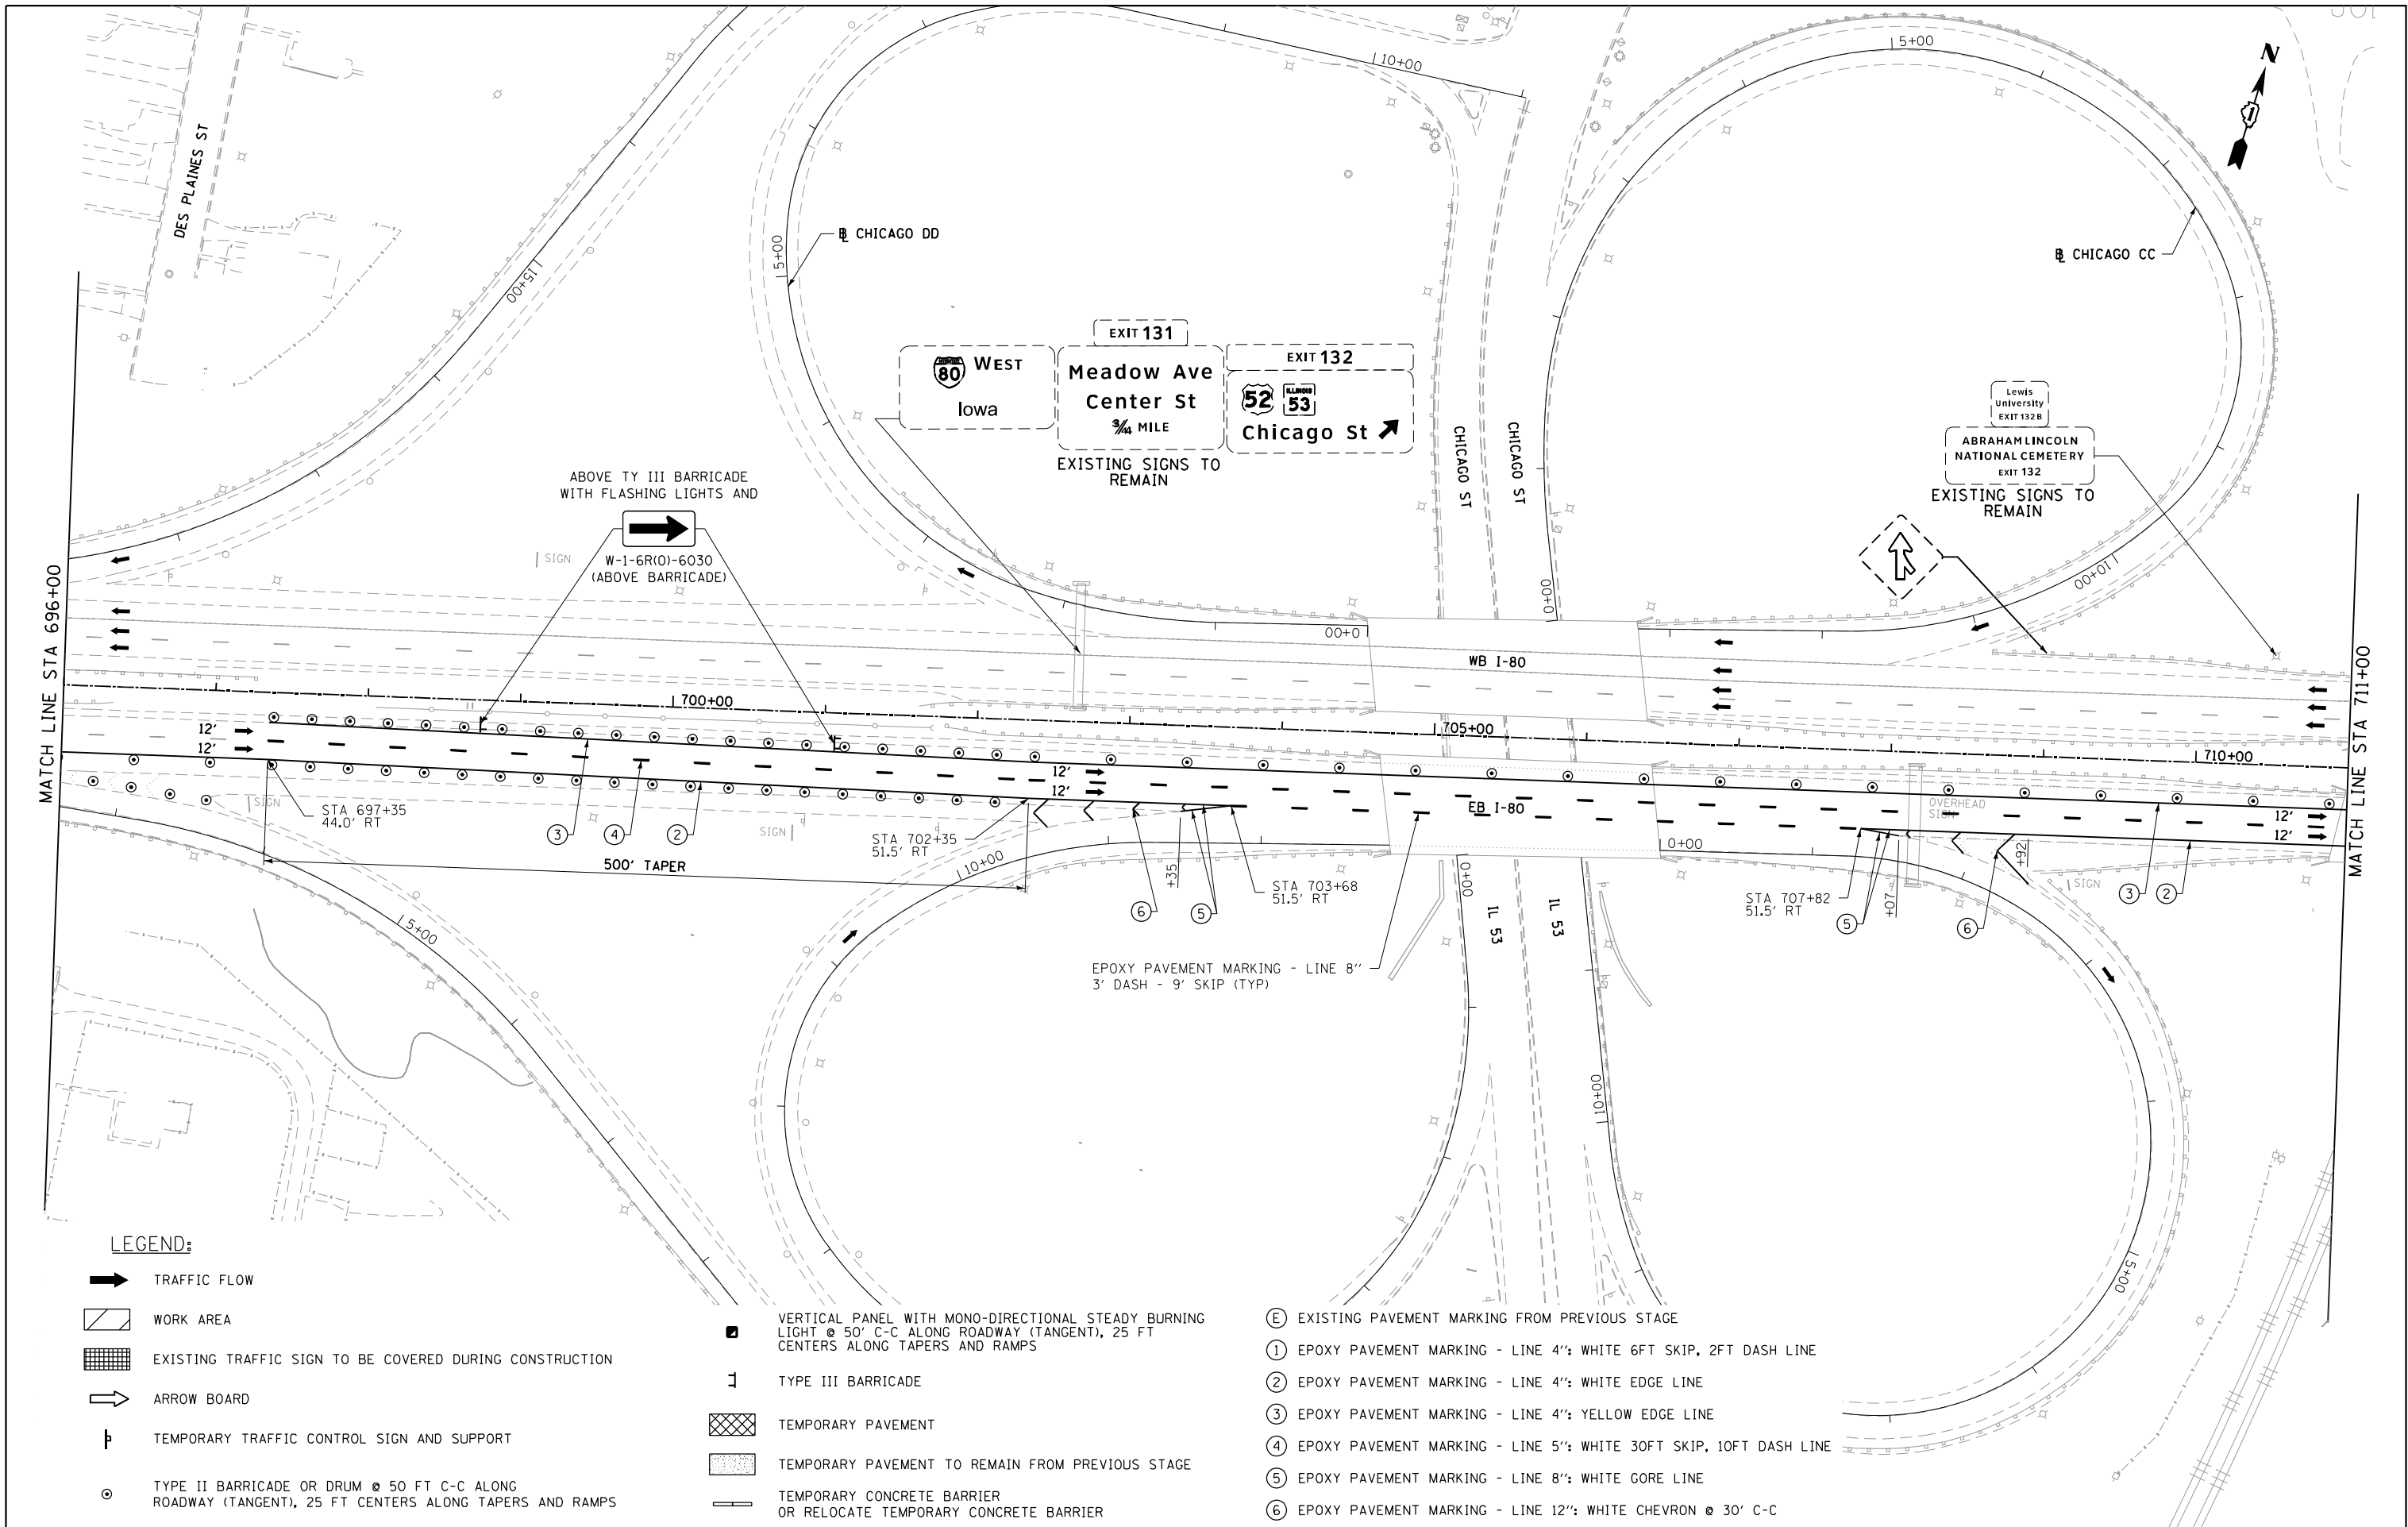 DES PLAINES ST
15+00
5+00
℄ CHICAGO DD
10+00
5+00
N
1
℄ CHICAGO CC
EXIT 131
INTERSTATE
80 WEST
Iowa
Meadow Ave
Center St
3/4 MILE
EXIT 132
52
ILLINOIS
53
Chicago St
EXISTING SIGNS TO
REMAIN
CHICAGO ST
CHICAGO ST
Lewis
University
EXIT 132B
ABRAHAM LINCOLN
NATIONAL CEMETERY
EXIT 132
EXISTING SIGNS TO
REMAIN
ABOVE TY III BARRICADE
WITH FLASHING LIGHTS AND
W-1-6R(O)-6030
(ABOVE BARRICADE)
SIGN
MATCH LINE STA 696+00
MATCH LINE STA 711+00
0+00
0+00
10+00
WB I-80
700+00
705+00
710+00
12'
12'
12'
12'
EB I-80
OVERHEAD
SIGN
12'
12'
SIGN
STA 697+35
44.0' RT
3
4
2
SIGN
STA 702+35
51.5' RT
500' TAPER
10+00
+35
6
5
STA 703+68
51.5' RT
0+00
0+00
STA 707+82
51.5' RT
5
+07
6
+92
SIGN
3
2
5+00
IL 53
IL 53
EPOXY PAVEMENT MARKING - LINE 8"
3' DASH - 9' SKIP (TYP)
10+00
5+00
LEGEND:
TRAFFIC FLOW
WORK AREA
EXISTING TRAFFIC SIGN TO BE COVERED DURING CONSTRUCTION
ARROW BOARD
TEMPORARY TRAFFIC CONTROL SIGN AND SUPPORT
TYPE II BARRICADE OR DRUM @ 50 FT C-C ALONG
ROADWAY (TANGENT), 25 FT CENTERS ALONG TAPERS AND RAMPS
VERTICAL PANEL WITH MONO-DIRECTIONAL STEADY BURNING
LIGHT @ 50' C-C ALONG ROADWAY (TANGENT), 25 FT
CENTERS ALONG TAPERS AND RAMPS
TYPE III BARRICADE
TEMPORARY PAVEMENT
TEMPORARY PAVEMENT TO REMAIN FROM PREVIOUS STAGE
TEMPORARY CONCRETE BARRIER
OR RELOCATE TEMPORARY CONCRETE BARRIER
E EXISTING PAVEMENT MARKING FROM PREVIOUS STAGE
1 EPOXY PAVEMENT MARKING - LINE 4": WHITE 6FT SKIP, 2FT DASH LINE
2 EPOXY PAVEMENT MARKING - LINE 4": WHITE EDGE LINE
3 EPOXY PAVEMENT MARKING - LINE 4": YELLOW EDGE LINE
4 EPOXY PAVEMENT MARKING - LINE 5": WHITE 30FT SKIP, 10FT DASH LINE
5 EPOXY PAVEMENT MARKING - LINE 8": WHITE GORE LINE
6 EPOXY PAVEMENT MARKING - LINE 12": WHITE CHEVRON @ 30' C-C